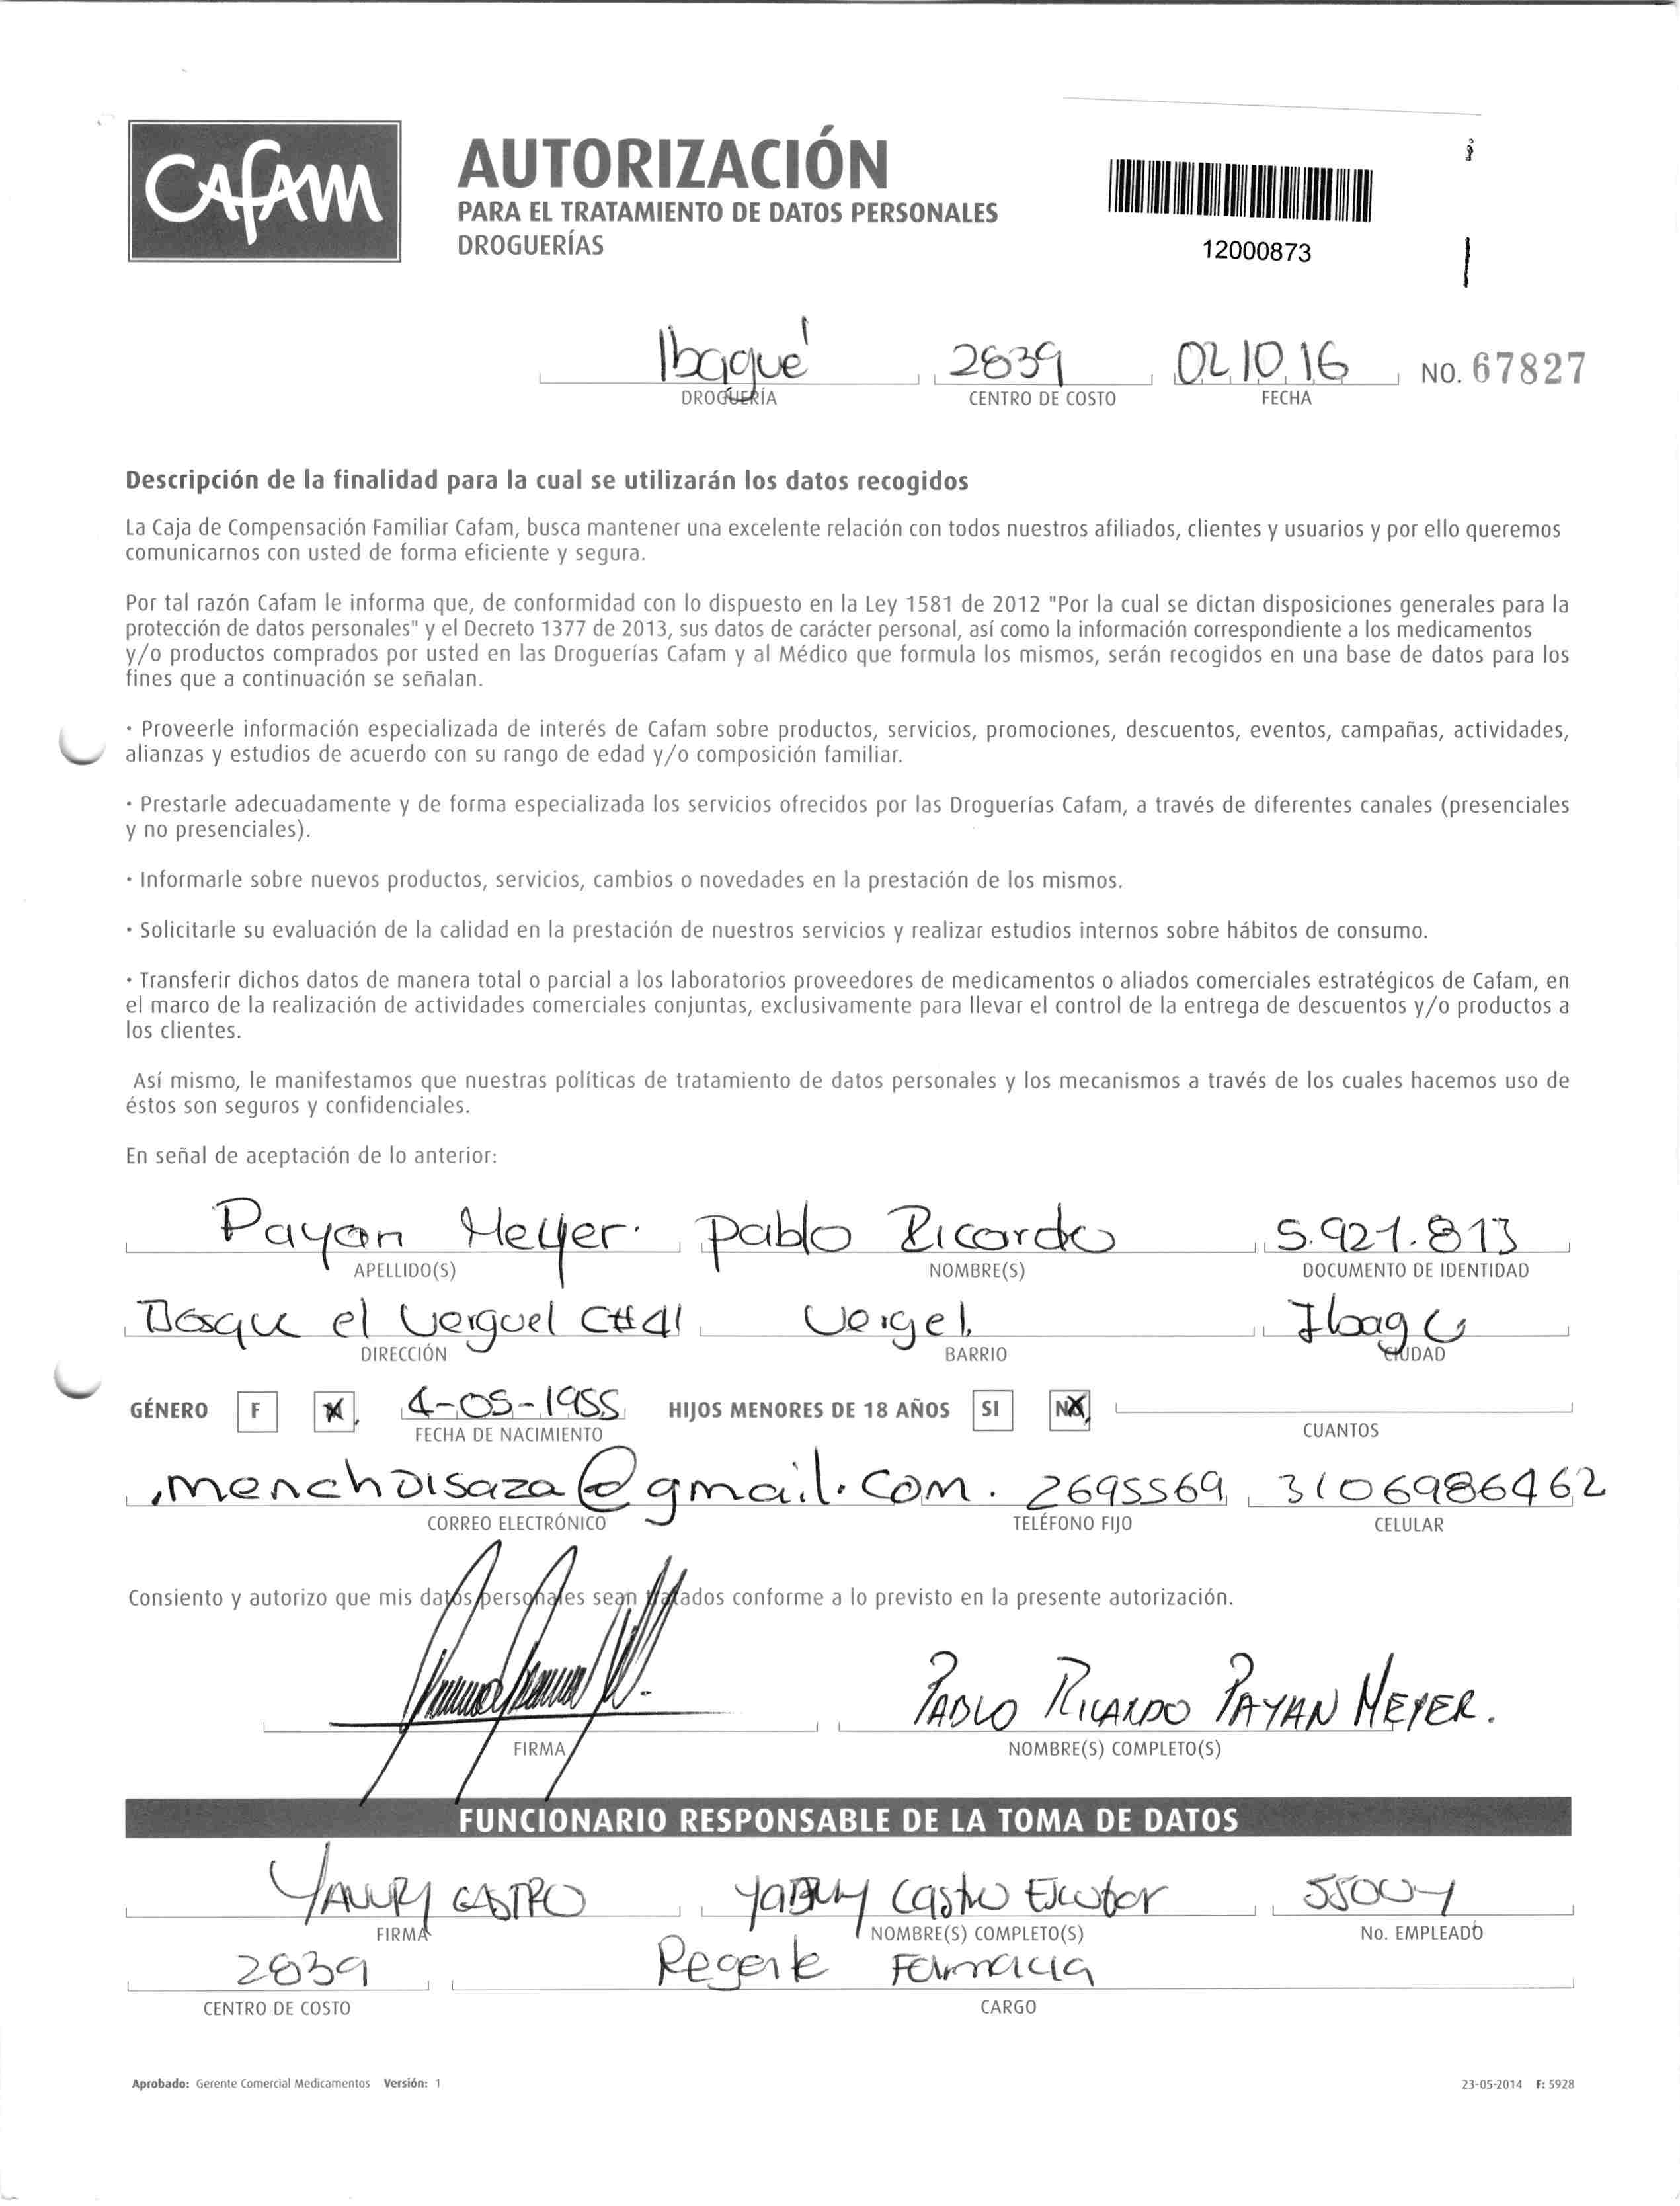 CAFAM
AUTORIZACIÓN
PARA EL TRATAMIENTO DE DATOS PERSONALES
DROGUERÍAS
12000873
Ibagué 2839 02 10 16 NO. 67827
DROGUERÍA CENTRO DE COSTO FECHA
Descripción de la finalidad para la cual se utilizarán los datos recogidos
La Caja de Compensación Familiar Cafam, busca mantener una excelente relación con todos nuestros afiliados, clientes y usuarios y por ello queremos
comunicarnos con usted de forma eficiente y segura.
Por tal razón Cafam le informa que, de conformidad con lo dispuesto en la Ley 1581 de 2012 "Por la cual se dictan disposiciones generales para la
protección de datos personales" y el Decreto 1377 de 2013, sus datos de carácter personal, así como la información correspondiente a los medicamentos
y/o productos comprados por usted en las Droguerías Cafam y al Médico que formula los mismos, serán recogidos en una base de datos para los
fines que a continuación se señalan.
· Proveerle información especializada de interés de Cafam sobre productos, servicios, promociones, descuentos, eventos, campañas, actividades,
alianzas y estudios de acuerdo con su rango de edad y/o composición familiar.
· Prestarle adecuadamente y de forma especializada los servicios ofrecidos por las Droguerías Cafam, a través de diferentes canales (presenciales
y no presenciales).
· Informarle sobre nuevos productos, servicios, cambios o novedades en la prestación de los mismos.
· Solicitarle su evaluación de la calidad en la prestación de nuestros servicios y realizar estudios internos sobre hábitos de consumo.
· Transferir dichos datos de manera total o parcial a los laboratorios proveedores de medicamentos o aliados comerciales estratégicos de Cafam, en
el marco de la realización de actividades comerciales conjuntas, exclusivamente para llevar el control de la entrega de descuentos y/o productos a
los clientes.
Así mismo, le manifestamos que nuestras políticas de tratamiento de datos personales y los mecanismos a través de los cuales hacemos uso de
éstos son seguros y confidenciales.
En señal de aceptación de lo anterior:
Payan Meyer. Pablo Ricardo 5.921.813
APELLIDO(S) NOMBRE(S) DOCUMENTO DE IDENTIDAD
Bosque el Verguel C#41 Vergel. Ibagu
DIRECCIÓN BARRIO CIUDAD
GÉNERO F M 4-05-1955 HIJOS MENORES DE 18 AÑOS SI NO
FECHA DE NACIMIENTO CUANTOS
menchoisaza@gmail.com. 2695569 3106986462
CORREO ELECTRÓNICO TELÉFONO FIJO CELULAR
Consiento y autorizo que mis datos personales sean tratados conforme a lo previsto en la presente autorización.
PABLO RICARDO PAYAN MEYER.
FIRMA NOMBRE(S) COMPLETO(S)
FUNCIONARIO RESPONSABLE DE LA TOMA DE DATOS
CASTRO Castro Escobar 55004
FIRMA NOMBRE(S) COMPLETO(S) No. EMPLEADO
2839 Regente Farmacia
CENTRO DE COSTO CARGO
Aprobado: Gerente Comercial Medicamentos Versión: 1 23-05-2014 F: 5928